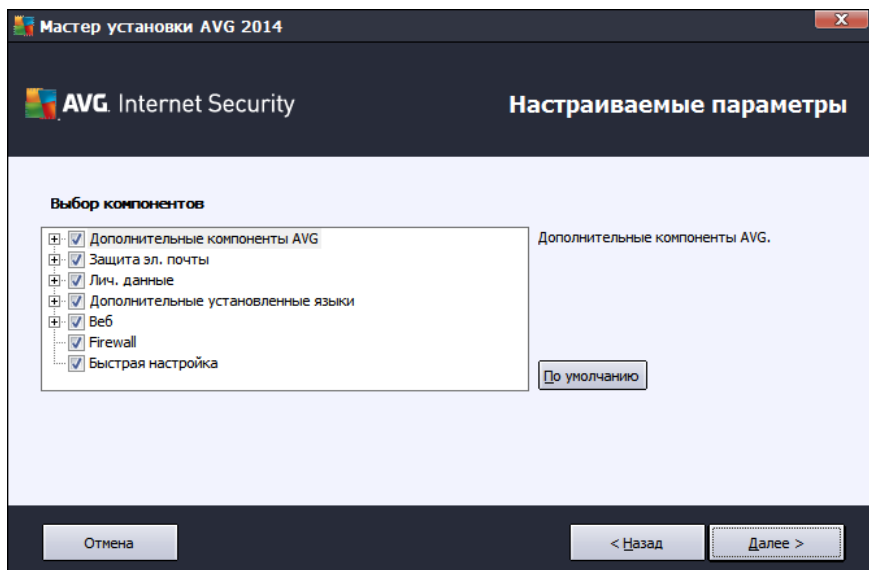 Мастер установки AVG 2014
X
AVG. Internet Security
Настраиваемые параметры
Выбор компонентов
Дополнительные компоненты AVG
Защита эл. почты
Лич. данные
Дополнительные установленные языки
Веб
Firewall
Быстрая настройка
Дополнительные компоненты AVG.
По умолчанию
Отмена
< Назад
Далее >